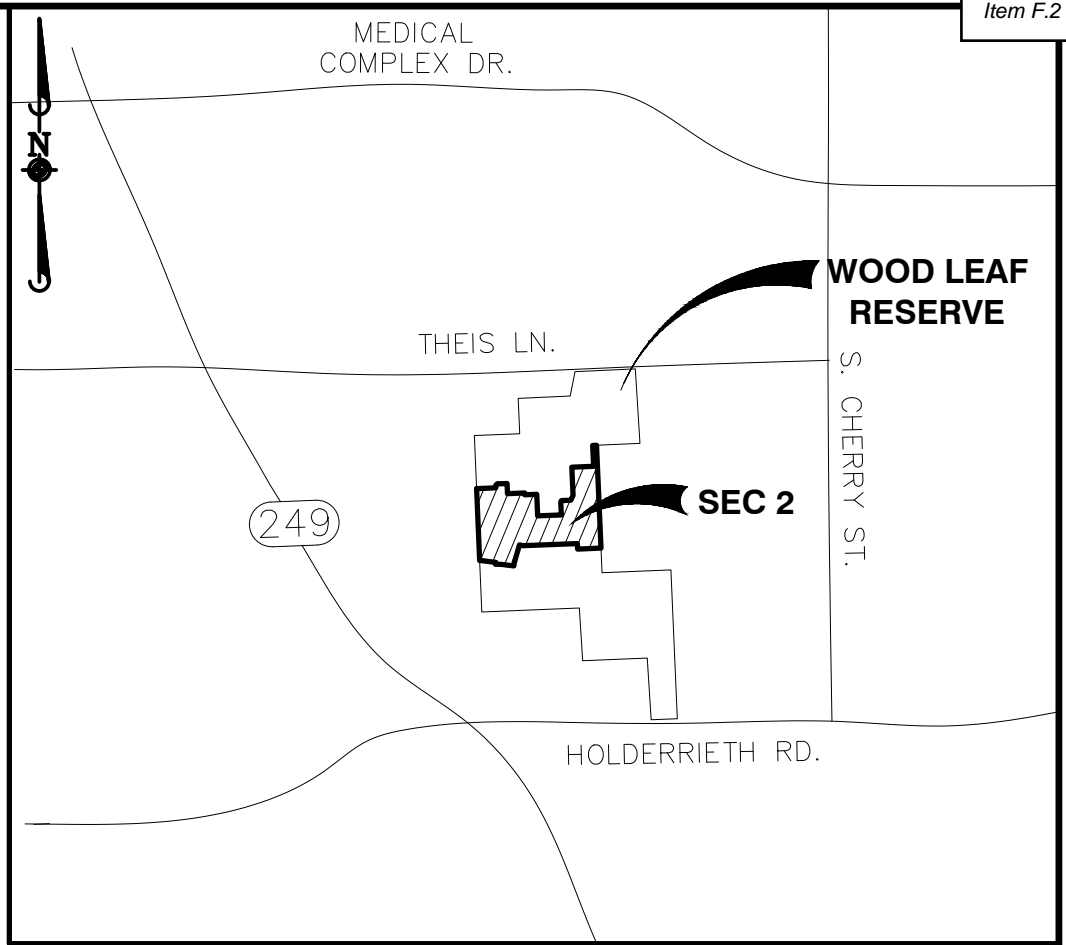 Item F.2
MEDICAL
COMPLEX DR.
N
WOOD LEAF
RESERVE
THEIS LN.
S. CHERRY ST.
SEC 2
249
HOLDERRIETH RD.